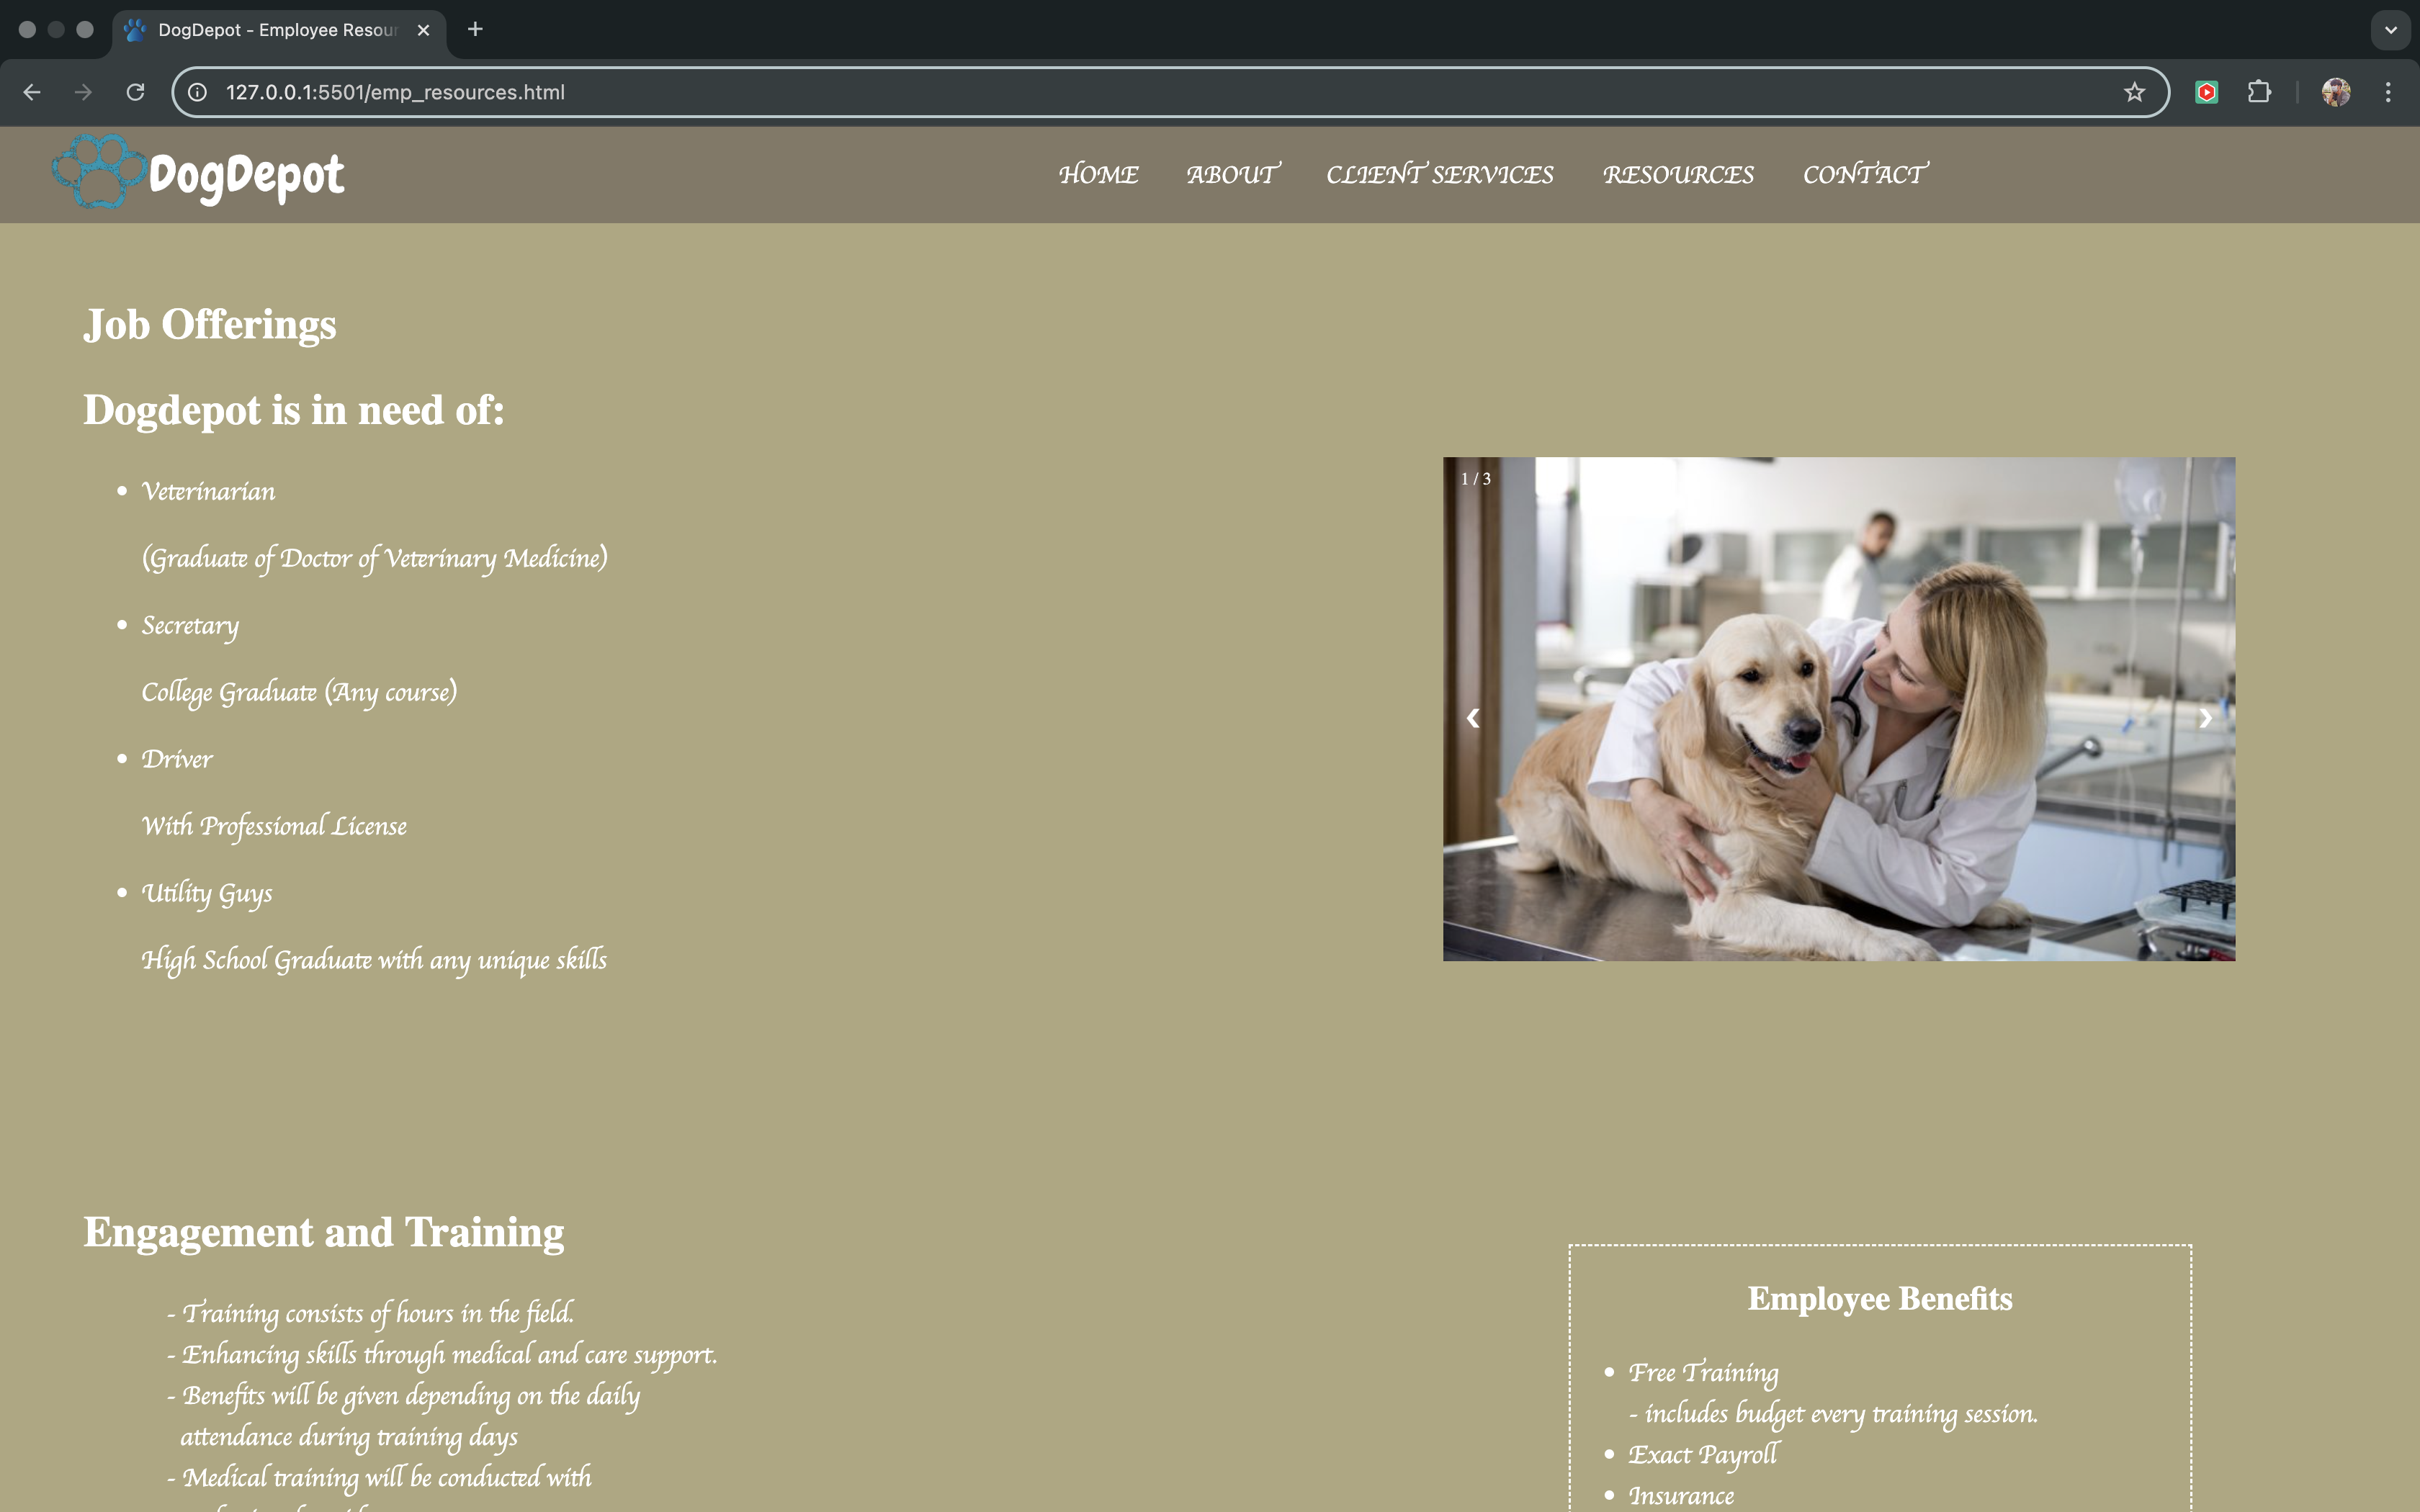 DogDepot - Employee Resour
127.0.0.1:5501/emp_resources.html
DogDepot
HOME ABOUT CLIENT SERVICES RESOURCES CONTACT
Job Offerings
Dogdepot is in need of:
Veterinarian
(Graduate of Doctor of Veterinary Medicine)
Secretary
College Graduate (Any course)
Driver
With Professional License
Utility Guys
High School Graduate with any unique skills
1 / 3
Engagement and Training
- Training consists of hours in the field.
- Enhancing skills through medical and care support.
- Benefits will be given depending on the daily
attendance during training days
- Medical training will be conducted with
Employee Benefits
Free Training
- includes budget every training session.
Exact Payroll
Insurance